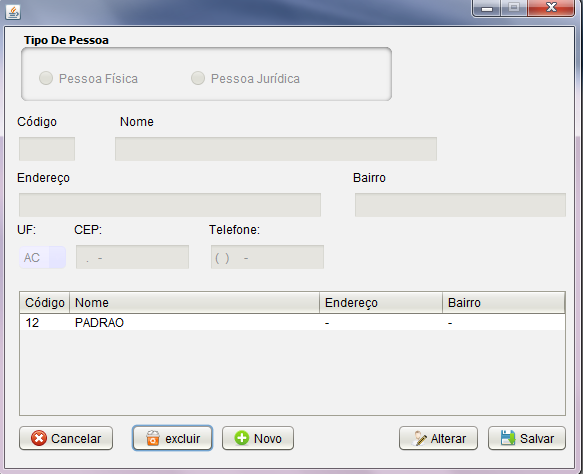 Tipo De Pessoa
Pessoa Física Pessoa Jurídica
Código Nome
Endereço Bairro
UF: CEP: Telefone:
AC . - ( ) -
Código Nome Endereço Bairro
12 PADRAO - -
Cancelar excluir Novo Alterar Salvar